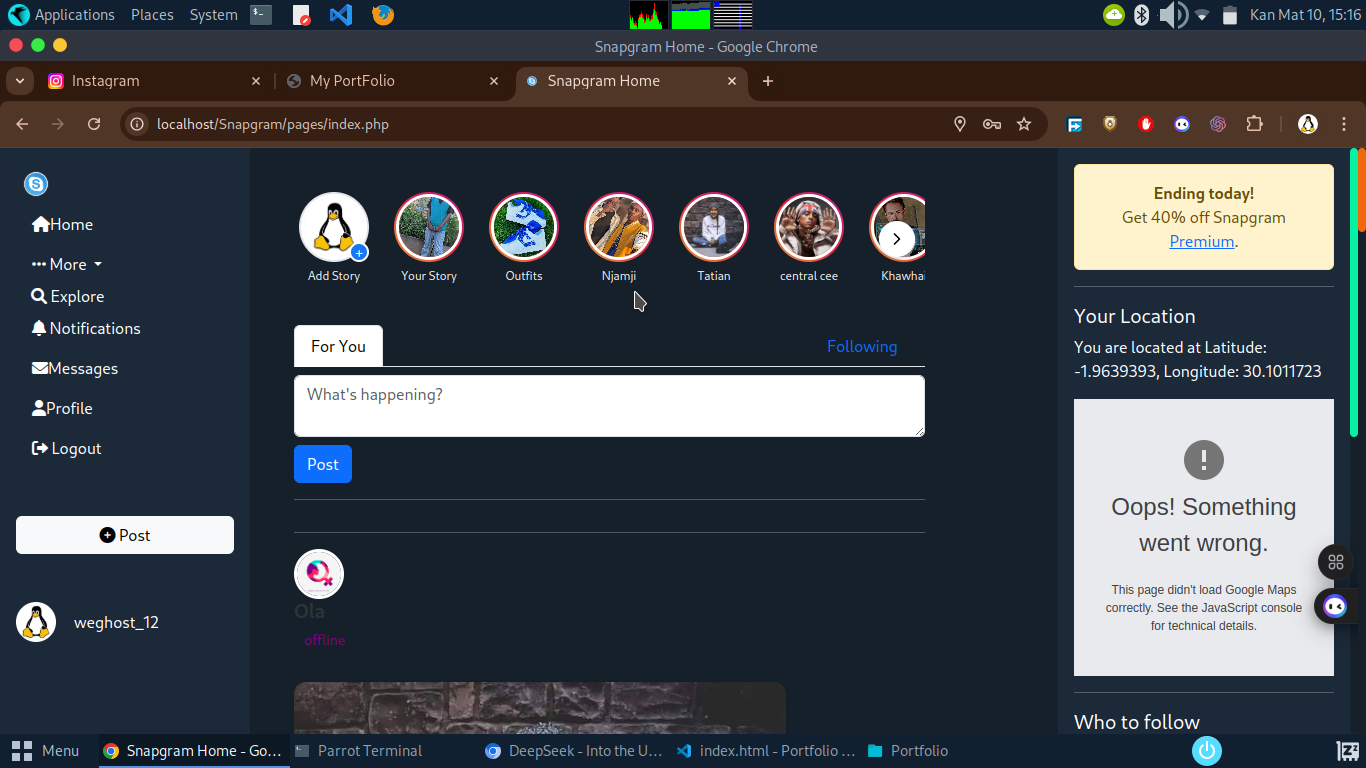 Applications Places System
Kan Mat 10, 15:16
Snapgram Home - Google Chrome
Instagram
My PortFolio
Snapgram Home
localhost/Snapgram/pages/index.php
Home
More
Explore
Notifications
Messages
Profile
Logout
Post
weghost_12
Add Story
Your Story
Outfits
Njamji
Tatian
central cee
Khawhai
For You
Following
What's happening?
Post
Ola
offline
Ending today!
Get 40% off Snapgram
Premium.
Your Location
You are located at Latitude:
-1.9639393, Longitude: 30.1011723
Oops! Something
went wrong.
This page didn't load Google Maps
correctly. See the JavaScript console
for technical details.
Who to follow
Menu
Snapgram Home - Go...
Parrot Terminal
DeepSeek - Into the U...
index.html - Portfolio ...
Portfolio